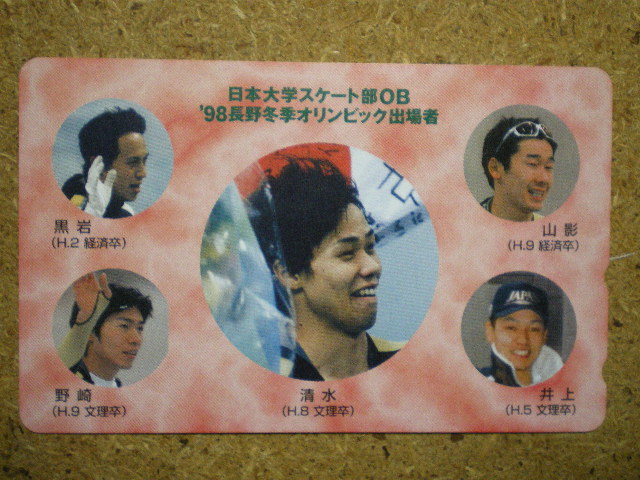 日本大学スケート部OB
'98長野冬季オリンピック出場者
黒岩
(H.2 経済卒)
山影
(H.9 経済卒)
野崎
(H.9 文理卒)
清水
(H.8 文理卒)
井上
(H.5 文理卒)